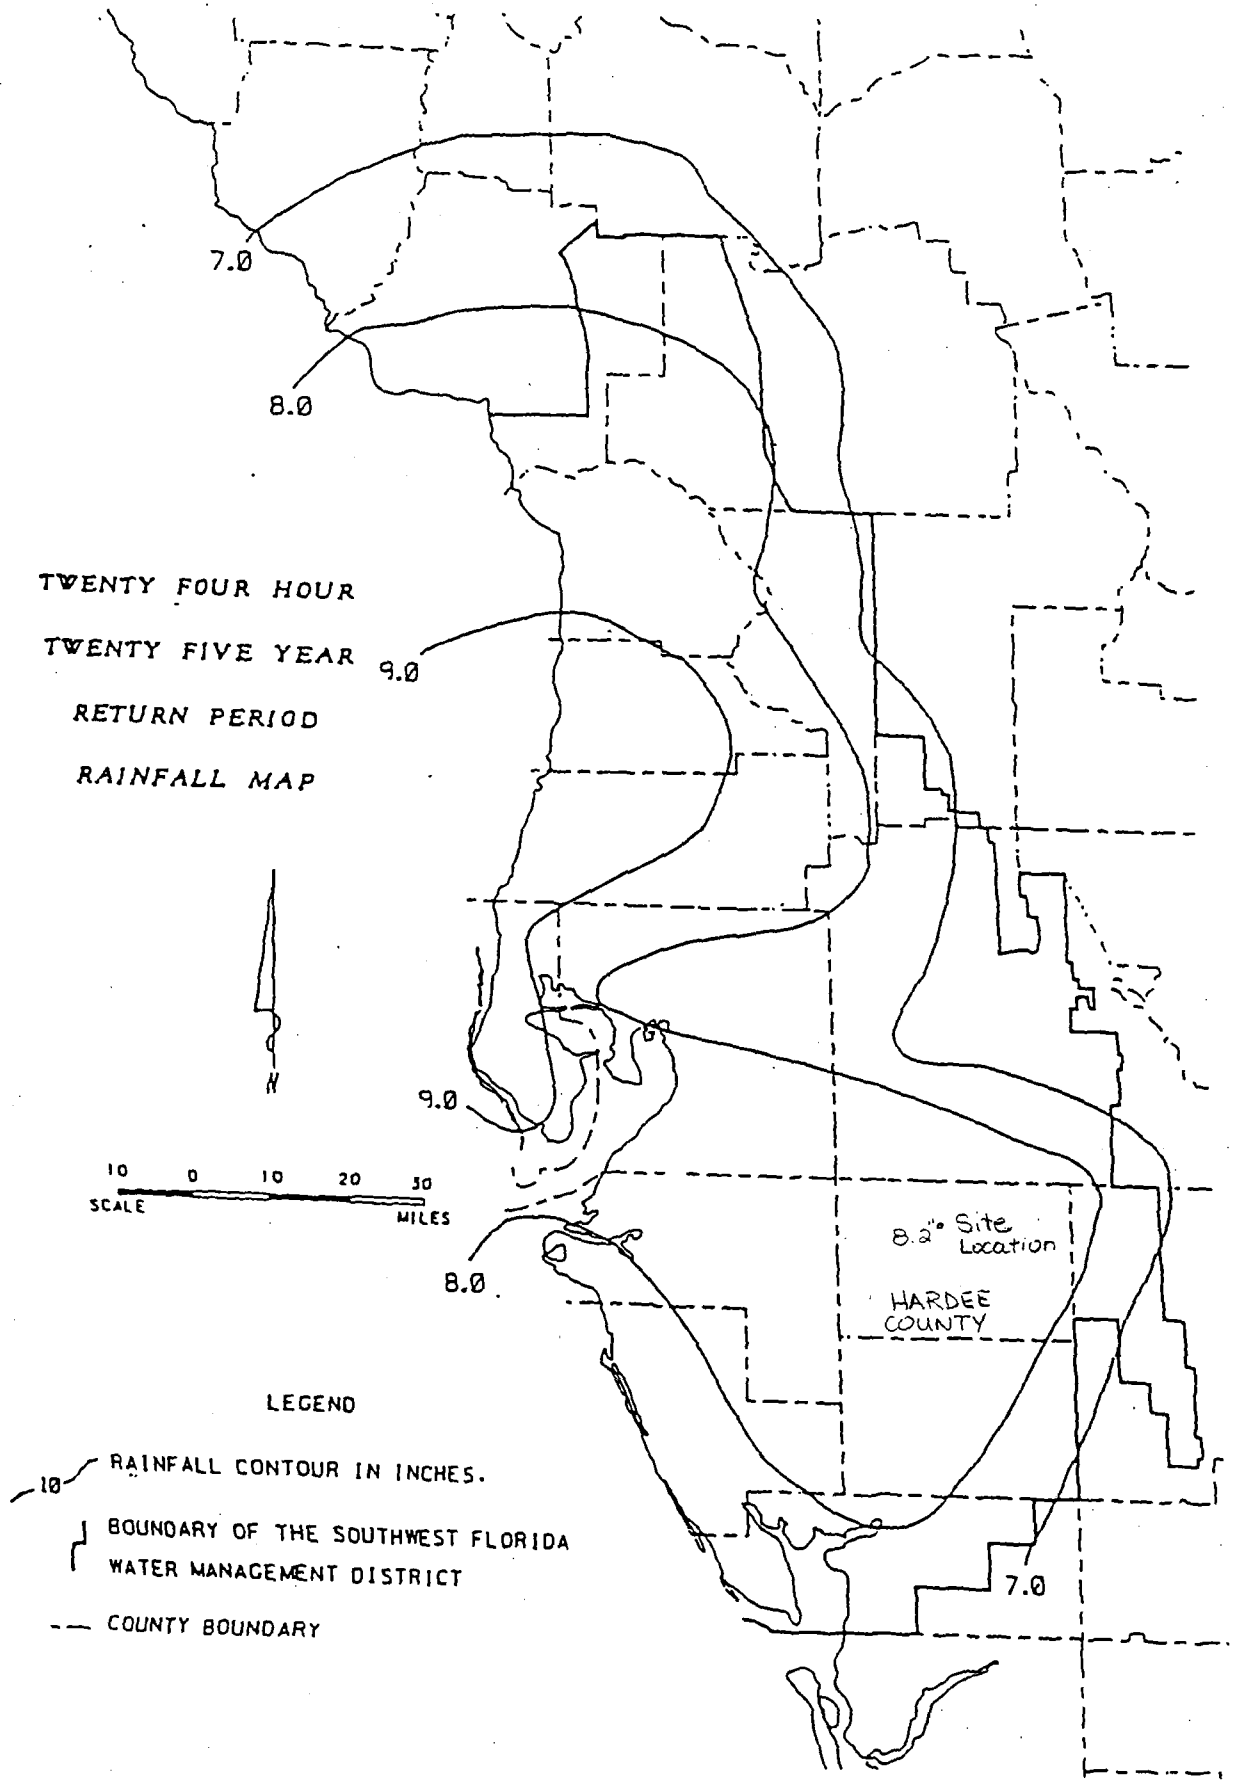 7.0
8.0
TWENTY FOUR HOUR
TWENTY FIVE YEAR
RETURN PERIOD
RAINFALL MAP
9.0
N
9.0
10 0 10 20 30
SCALE MILES
8.2" Site
Location
8.0
HARDEE
COUNTY
LEGEND
10 RAINFALL CONTOUR IN INCHES.
BOUNDARY OF THE SOUTHWEST FLORIDA
WATER MANAGEMENT DISTRICT
COUNTY BOUNDARY
7.0